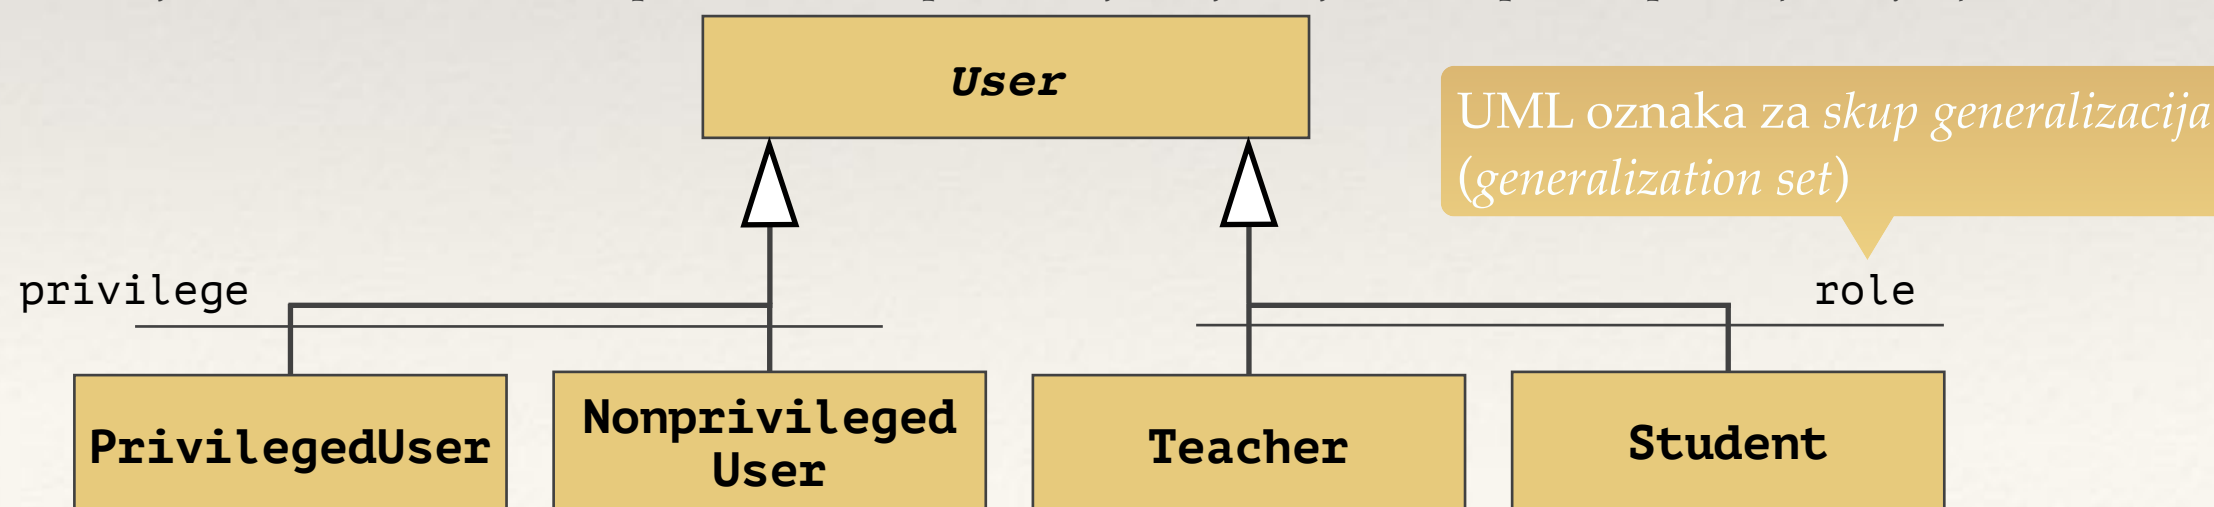 User
UML oznaka za skup generalizacija
(generalization set)
privilege
role
PrivilegedUser
Nonprivileged
User
Teacher
Student